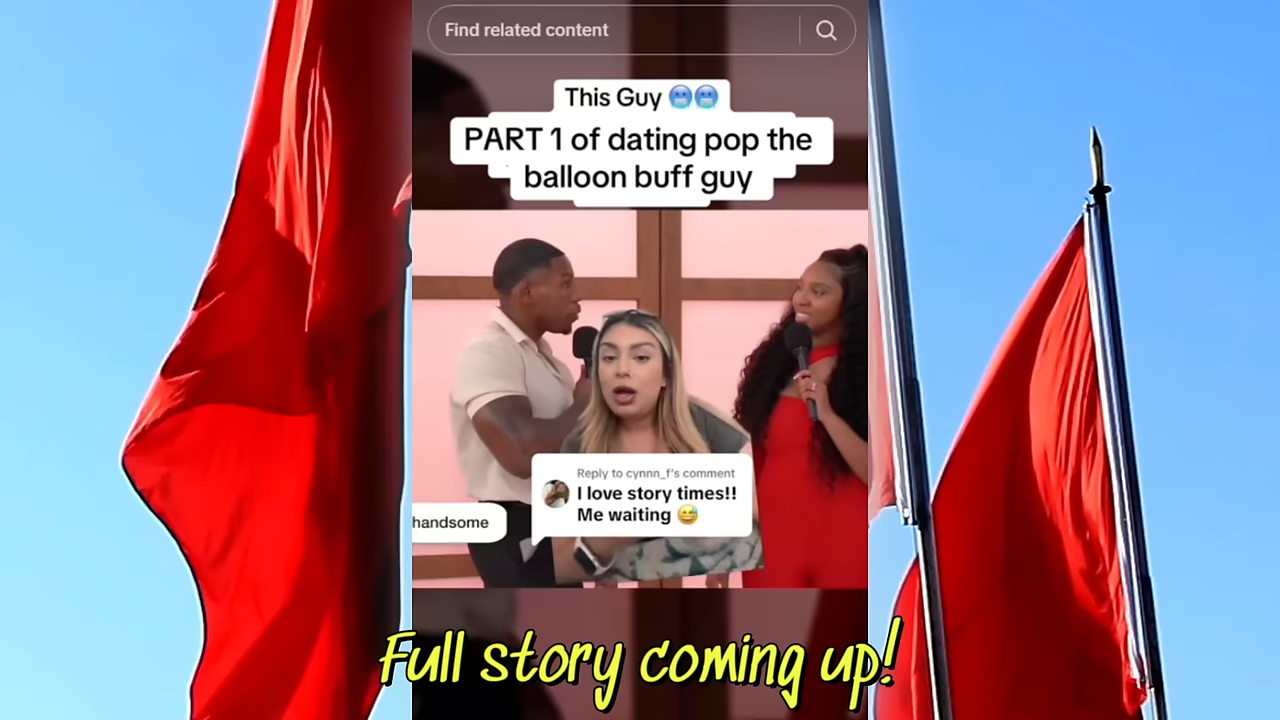 Find related content
This Guy 🥶🥶
PART 1 of dating pop the
balloon buff guy
Reply to cynnn_f's comment
I love story times!!
Me waiting 😅
handsome
Full story coming up!